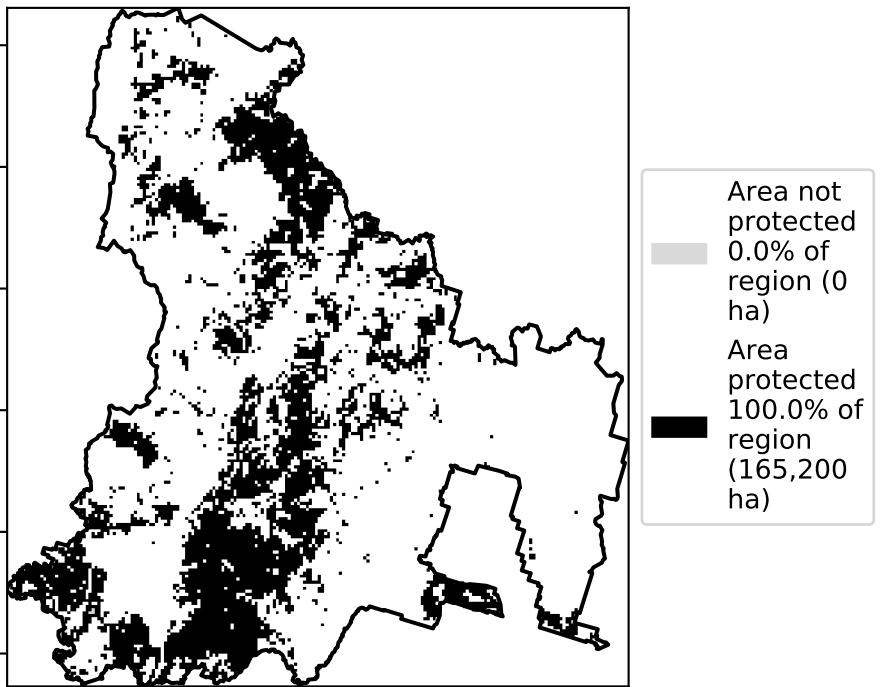 Area not
protected
0.0% of
region (0
ha)
Area
protected
100.0% of
region
(165,200
ha)